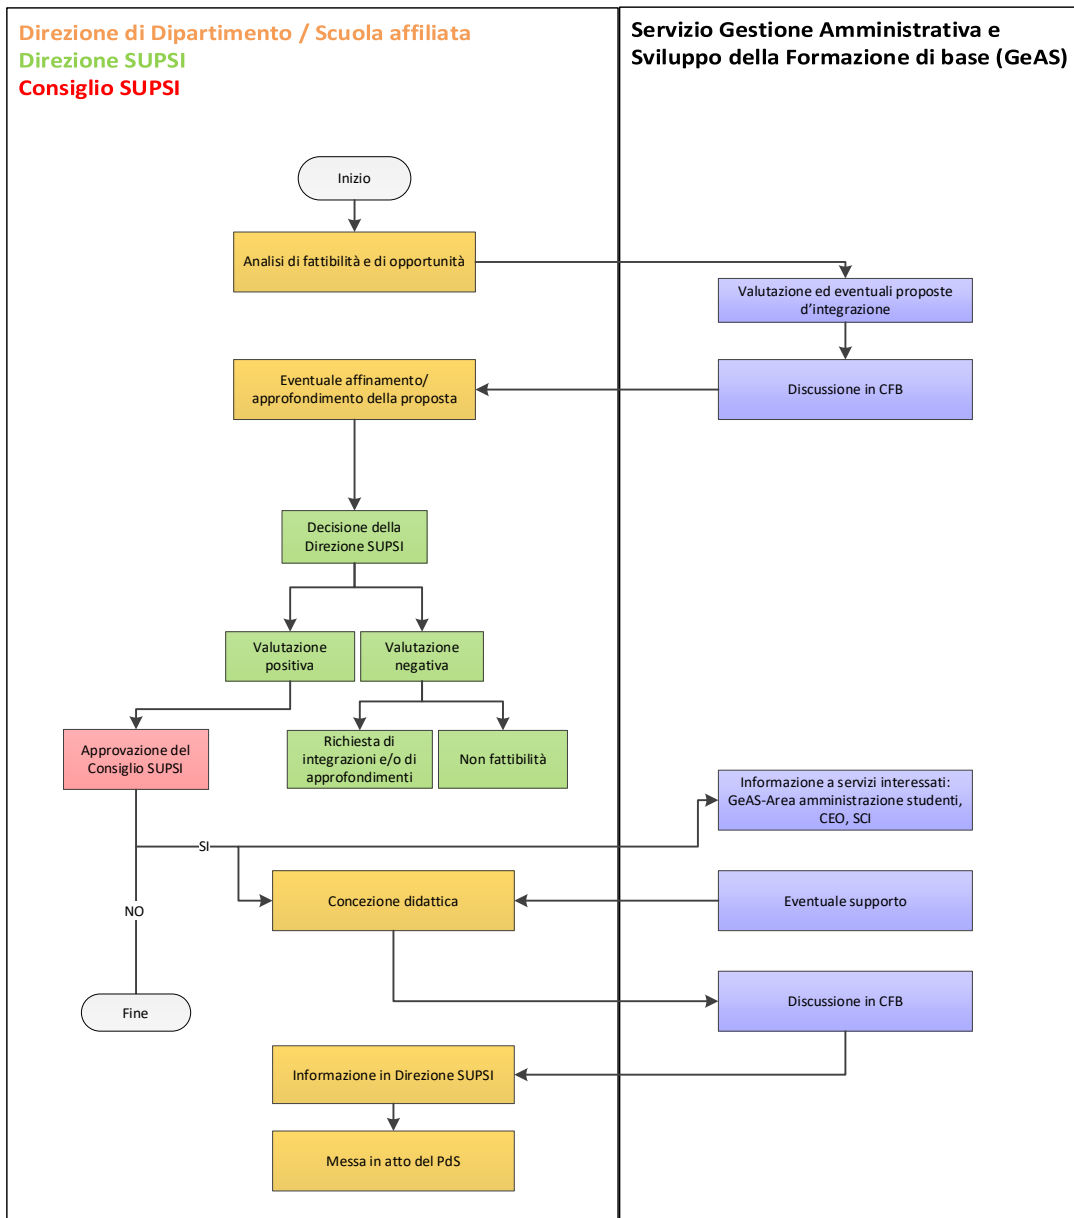 Direzione di Dipartimento / Scuola affiliata
Direzione SUPSI
Consiglio SUPSI
Servizio Gestione Amministrativa e
Sviluppo della Formazione di base (GeAS)
Inizio
Analisi di fattibilità e di opportunità
Valutazione ed eventuali proposte
d’integrazione
Eventuale affinamento/
approfondimento della proposta
Discussione in CFB
Decisione della
Direzione SUPSI
Valutazione
positiva
Valutazione
negativa
Approvazione del
Consiglio SUPSI
Richiesta di
integrazioni e/o di
approfondimenti
Non fattibilità
Informazione a servizi interessati:
GeAS-Area amministrazione studenti,
CEO, SCI
SI
Concezione didattica
Eventuale supporto
NO
Fine
Discussione in CFB
Informazione in Direzione SUPSI
Messa in atto del PdS